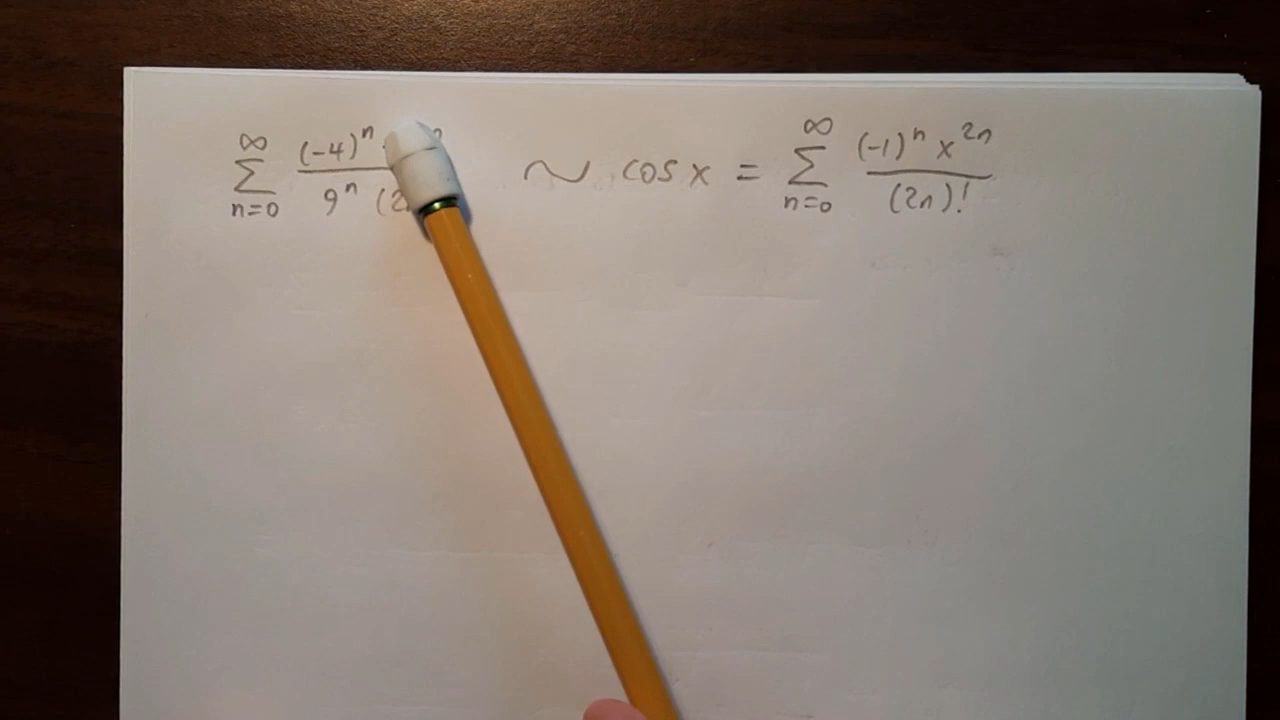 ∑_{n=0}^{∞} (-4)^n / 9^n (2 ~ cos x = ∑_{n=0}^{∞} (-1)^n x^{2n} / (2n)!